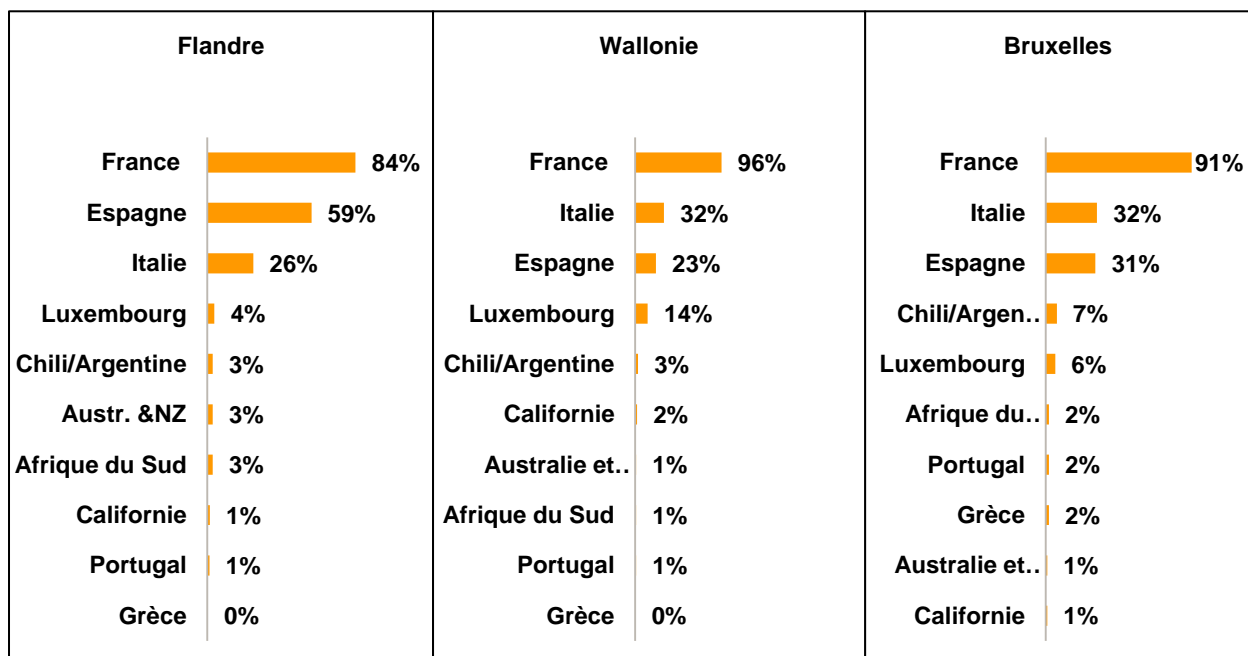 Flandre
France 84%
Espagne 59%
Italie 26%
Luxembourg 4%
Chili/Argentine 3%
Austr. &NZ 3%
Afrique du Sud 3%
Californie 1%
Portugal 1%
Grèce 0%
Wallonie
France 96%
Italie 32%
Espagne 23%
Luxembourg 14%
Chili/Argentine 3%
Californie 2%
Australie et.. 1%
Afrique du Sud 1%
Portugal 1%
Grèce 0%
Bruxelles
France 91%
Italie 32%
Espagne 31%
Chili/Argen.. 7%
Luxembourg 6%
Afrique du.. 2%
Portugal 2%
Grèce 2%
Australie et.. 1%
Californie 1%